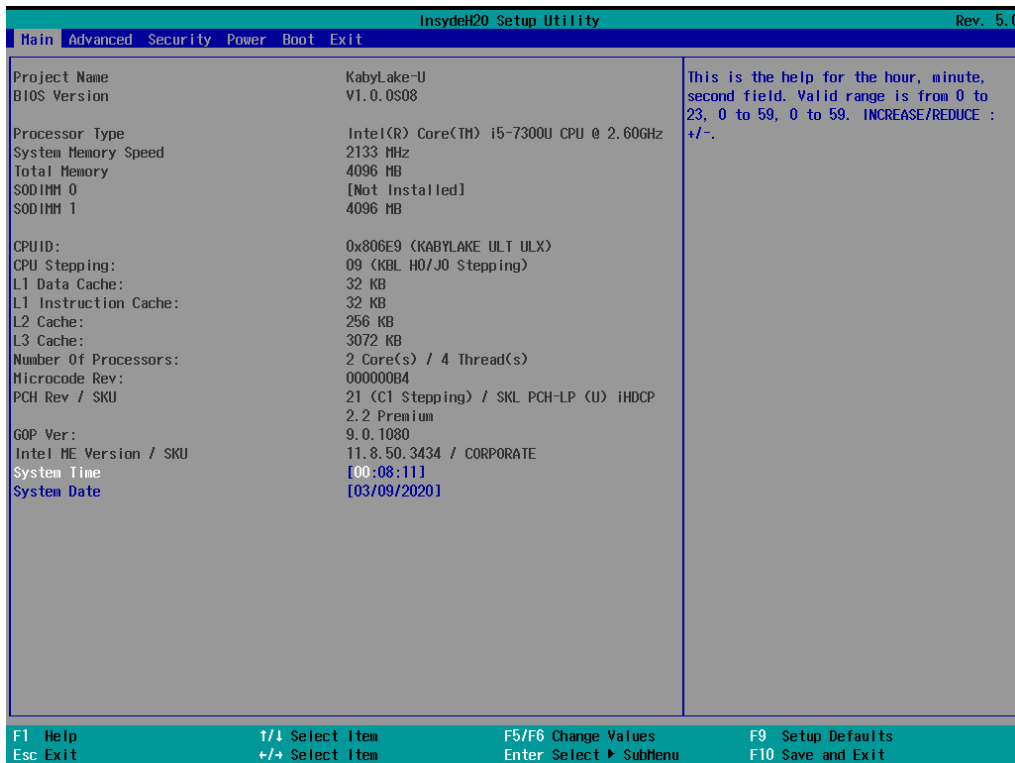 InsydeH20 Setup Utility Rev. 5.0
Main Advanced Security Power Boot Exit
Project Name KabyLake-U
BIOS Version V1.0.0S08
Processor Type Intel(R) Core(TM) i5-7300U CPU @ 2.60GHz
System Memory Speed 2133 MHz
Total Memory 4096 MB
SODIMM 0 [Not Installed]
SODIMM 1 4096 MB
CPUID: 0x806E9 (KABYLAKE ULT ULX)
CPU Stepping: 09 (KBL H0/J0 Stepping)
L1 Data Cache: 32 KB
L1 Instruction Cache: 32 KB
L2 Cache: 256 KB
L3 Cache: 3072 KB
Number Of Processors: 2 Core(s) / 4 Thread(s)
Microcode Rev: 000000B4
PCH Rev / SKU 21 (C1 Stepping) / SKL PCH-LP (U) iHDCP
2.2 Premium
GOP Ver: 9.0.1080
Intel ME Version / SKU 11.8.50.3434 / CORPORATE
System Time [00:08:11]
System Date [03/09/2020]
This is the help for the hour, minute,
second field. Valid range is from 0 to
23, 0 to 59, 0 to 59. INCREASE/REDUCE :
+/-.
F1 Help ↑/↓ Select Item F5/F6 Change Values F9 Setup Defaults
Esc Exit ←/→ Select Item Enter Select ▶ SubMenu F10 Save and Exit